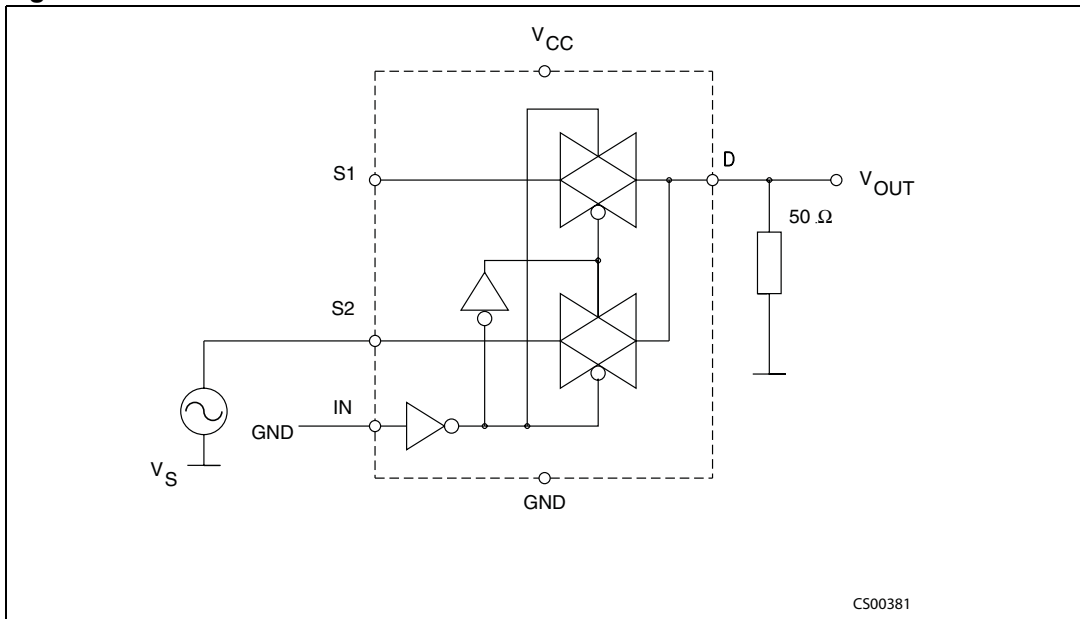 V_CC
S1
D
V_OUT
50 Ω
S2
IN
GND
V_S
GND
CS00381